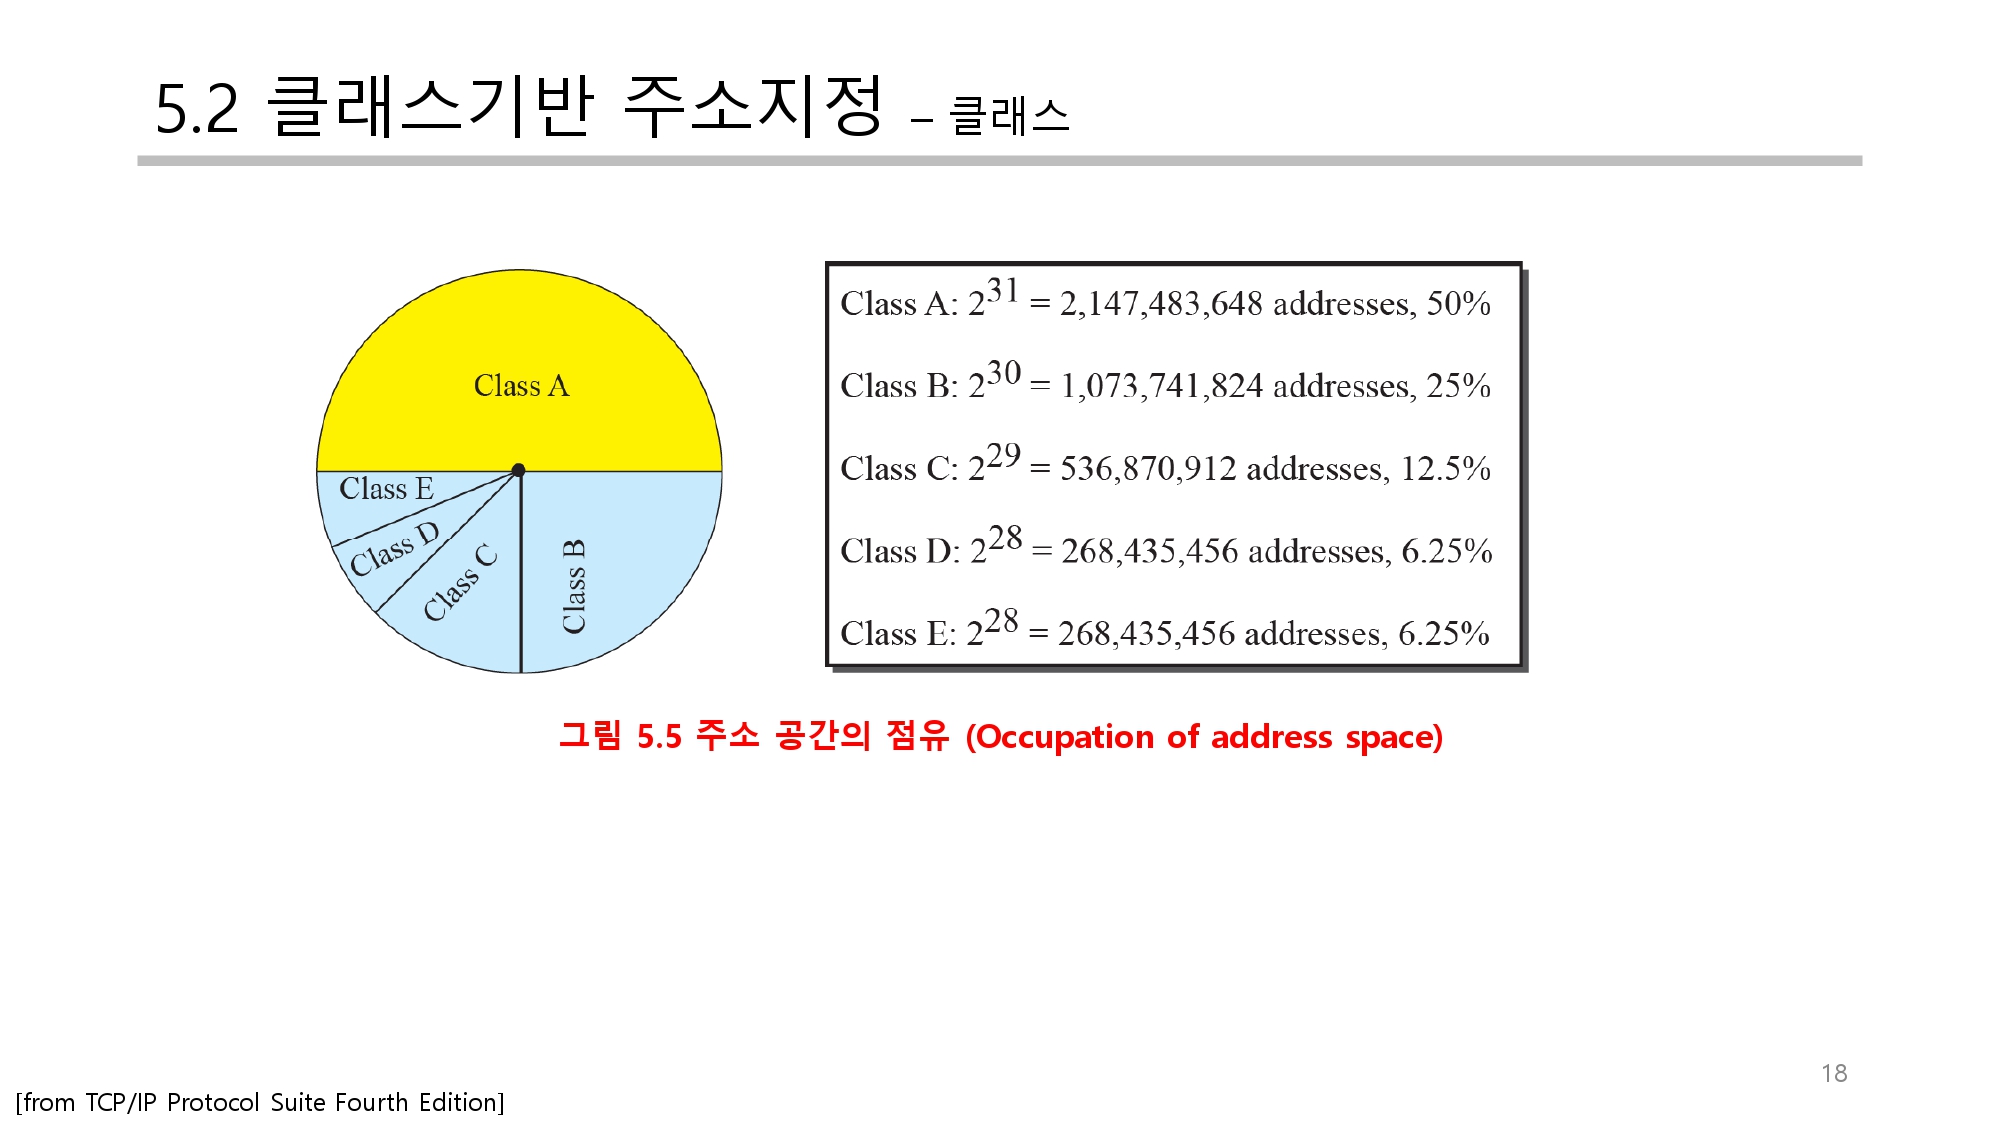 5.2 클래스기반 주소지정 – 클래스
Class A
Class E
Class D
Class C
Class B
Class A: 2^31 = 2,147,483,648 addresses, 50%
Class B: 2^30 = 1,073,741,824 addresses, 25%
Class C: 2^29 = 536,870,912 addresses, 12.5%
Class D: 2^28 = 268,435,456 addresses, 6.25%
Class E: 2^28 = 268,435,456 addresses, 6.25%
그림 5.5 주소 공간의 점유 (Occupation of address space)
18
[from TCP/IP Protocol Suite Fourth Edition]